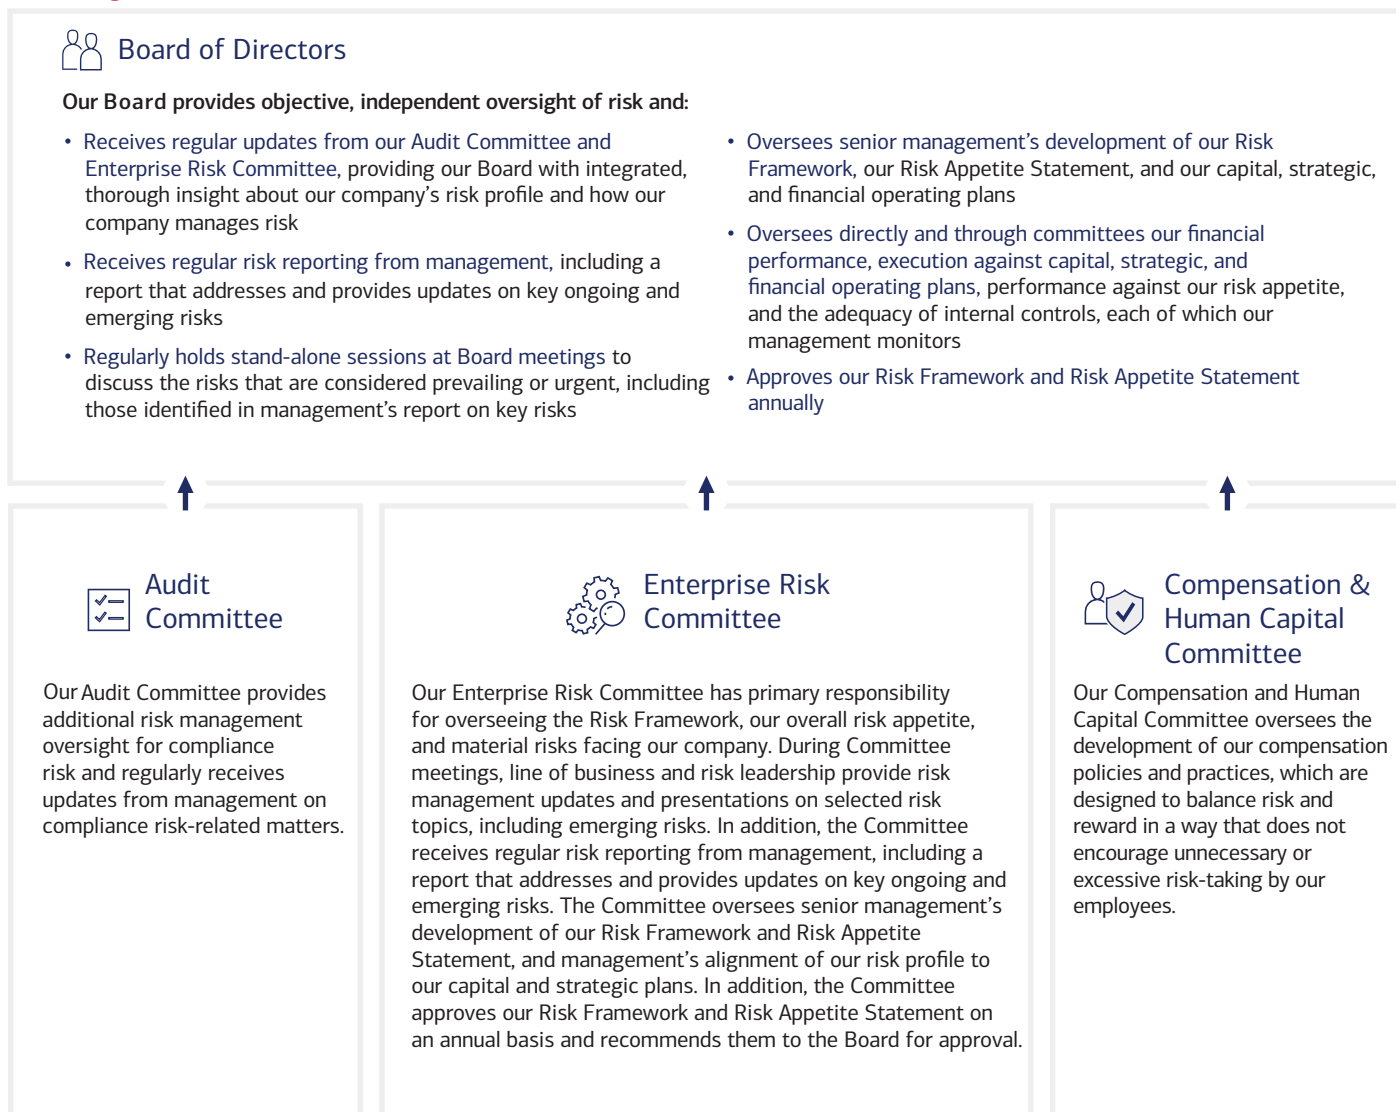 Board of Directors
Our Board provides objective, independent oversight of risk and:
• Receives regular updates from our Audit Committee and
Enterprise Risk Committee, providing our Board with integrated,
thorough insight about our company's risk profile and how our
company manages risk
• Receives regular risk reporting from management, including a
report that addresses and provides updates on key ongoing and
emerging risks
• Regularly holds stand-alone sessions at Board meetings to
discuss the risks that are considered prevailing or urgent, including
those identified in management's report on key risks
• Oversees senior management's development of our Risk
Framework, our Risk Appetite Statement, and our capital, strategic,
and financial operating plans
• Oversees directly and through committees our financial
performance, execution against capital, strategic, and
financial operating plans, performance against our risk appetite,
and the adequacy of internal controls, each of which our
management monitors
• Approves our Risk Framework and Risk Appetite Statement
annually
Audit
Committee
Our Audit Committee provides
additional risk management
oversight for compliance
risk and regularly receives
updates from management on
compliance risk-related matters.
Enterprise Risk
Committee
Our Enterprise Risk Committee has primary responsibility
for overseeing the Risk Framework, our overall risk appetite,
and material risks facing our company. During Committee
meetings, line of business and risk leadership provide risk
management updates and presentations on selected risk
topics, including emerging risks. In addition, the Committee
receives regular risk reporting from management, including a
report that addresses and provides updates on key ongoing and
emerging risks. The Committee oversees senior management's
development of our Risk Framework and Risk Appetite
Statement, and management's alignment of our risk profile to
our capital and strategic plans. In addition, the Committee
approves our Risk Framework and Risk Appetite Statement on
an annual basis and recommends them to the Board for approval.
Compensation &
Human Capital
Committee
Our Compensation and Human
Capital Committee oversees the
development of our compensation
policies and practices, which are
designed to balance risk and
reward in a way that does not
encourage unnecessary or
excessive risk-taking by our
employees.